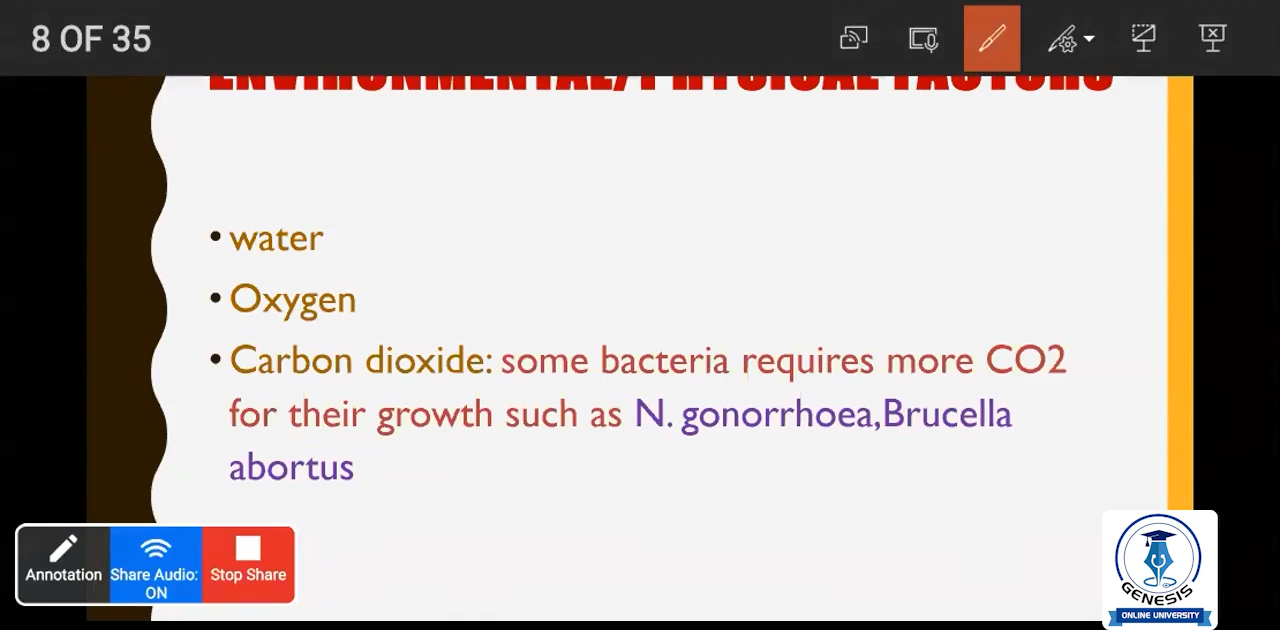 8 OF 35
ENVIRONMENTAL/PHYSICAL FACTORS
• water
• Oxygen
• Carbon dioxide: some bacteria requires more CO2
for their growth such as N. gonorrhoea,Brucella
abortus
Annotation
Share Audio:
ON
Stop Share
GENESIS
ONLINE UNIVERSITY